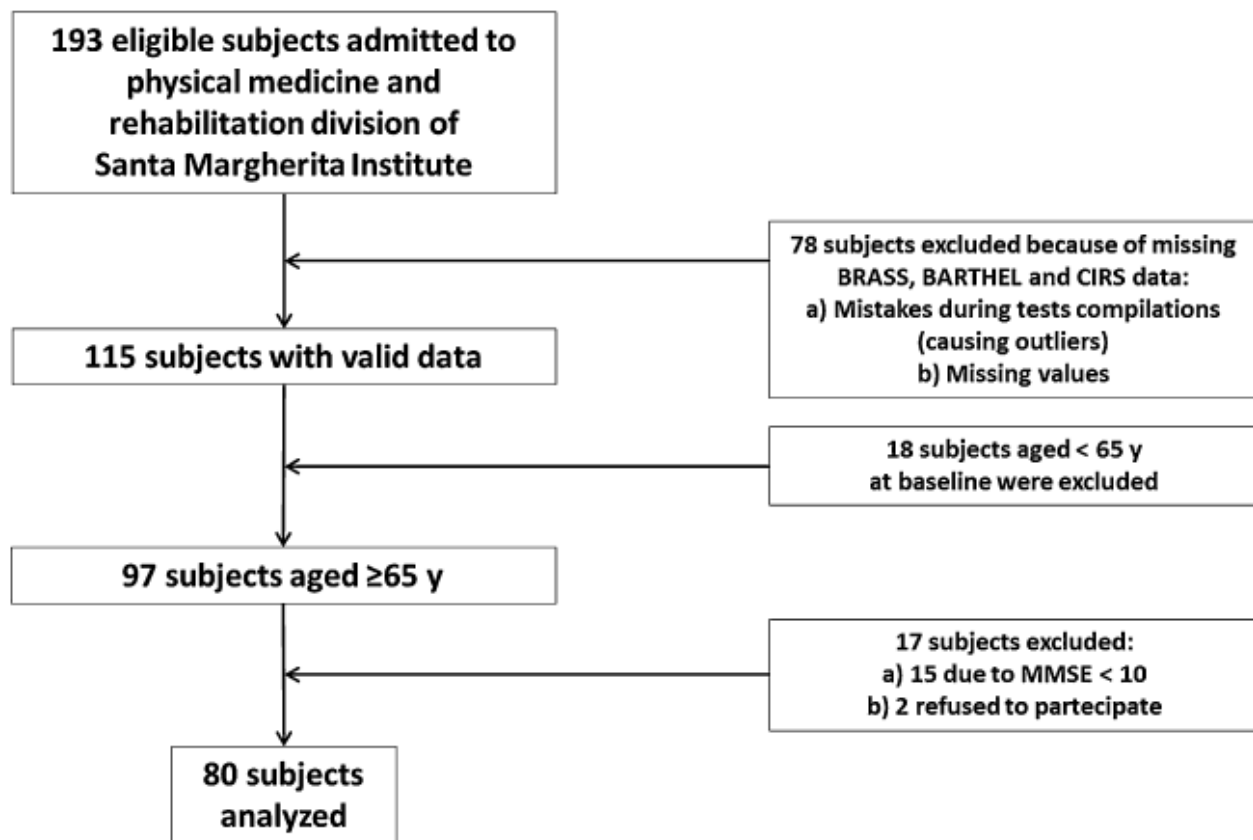 193 eligible subjects admitted to
physical medicine and
rehabilitation division of
Santa Margherita Institute
78 subjects excluded because of missing
BRASS, BARTHEL and CIRS data:
a) Mistakes during tests compilations
(causing outliers)
b) Missing values
115 subjects with valid data
18 subjects aged < 65 y
at baseline were excluded
97 subjects aged ≥65 y
17 subjects excluded:
a) 15 due to MMSE < 10
b) 2 refused to partecipate
80 subjects
analyzed